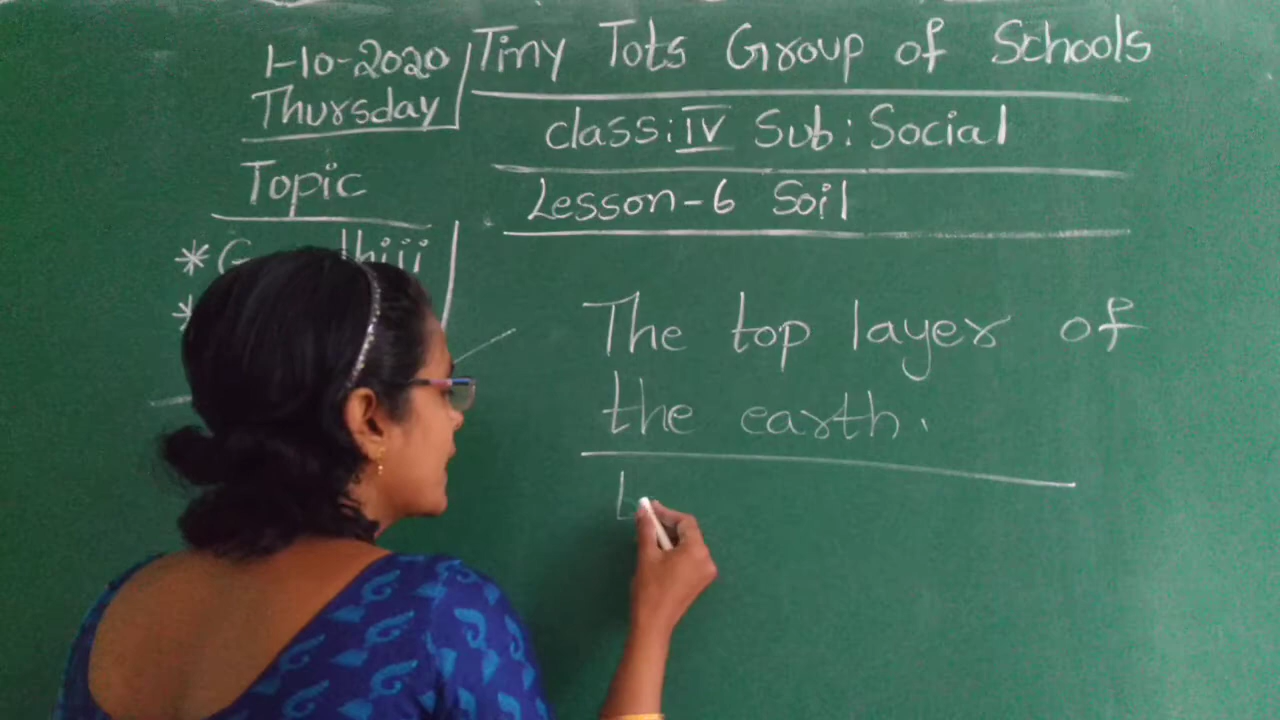 1-10-2020
Thursday
Tiny Tots Group of Schools
class: IV Sub: Social
Lesson-6 Soil
Topic
The top layer of
the earth.